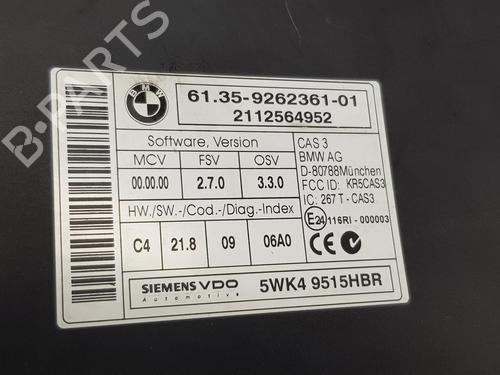 B-PARTS
BMW
61.35-9262361-01
2112564952
Software, Version
MCV FSV OSV
00.00.00 2.7.0 3.3.0
HW./SW.-/Cod.-/Diag.-Index
C4 21.8 09 06A0
CAS 3
BMW AG
D-80788München
FCC ID: KR5CAS3
IC: 267 T - CAS3
E24 116RI - 000003
CE
SIEMENS VDO
Automotive
5WK4 9515HBR